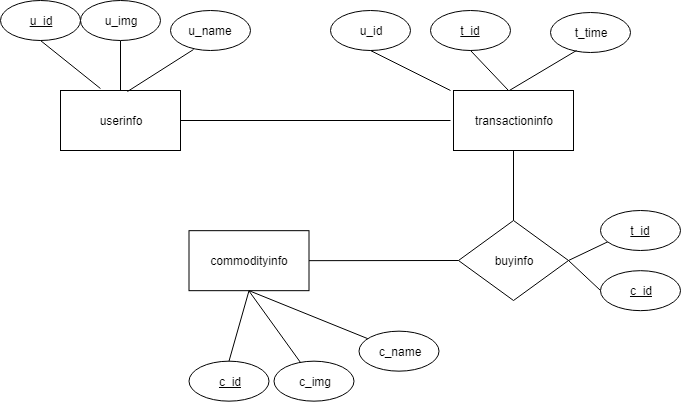 u_id
u_img
u_name
u_id
t_id
t_time
userinfo
transactioninfo
t_id
commodityinfo
buyinfo
c_id
c_name
c_id
c_img